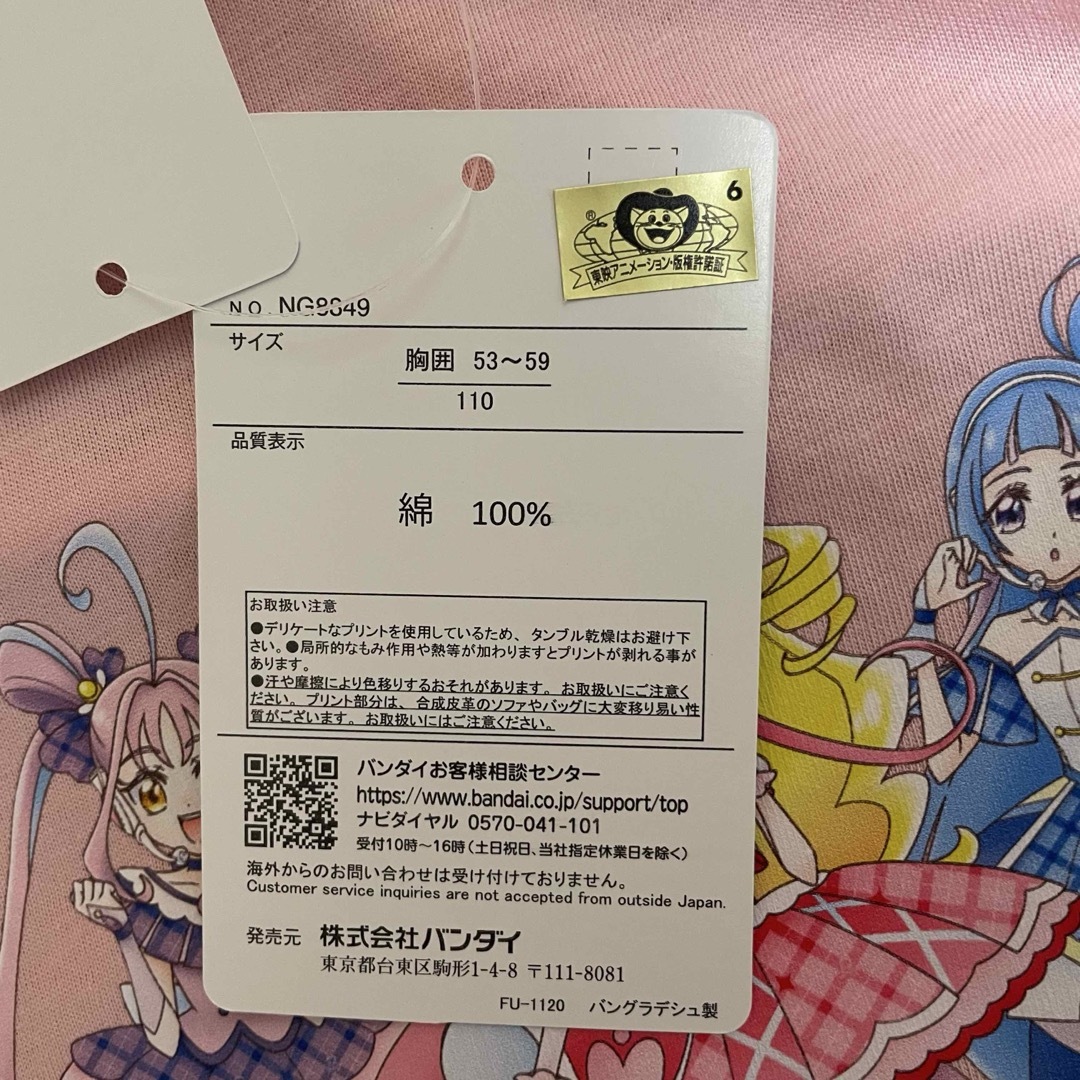 6
®
東映アニメーション・版権許諾証
NO. NG8649
サイズ
胸囲 53～59
110
品質表示
綿 100%
お取扱い注意
●デリケートなプリントを使用しているため、タンブル乾燥はお避け下
さい。●局所的なもみ作用や熱等が加わりますとプリントが剥れる事が
あります。
●汗や摩擦により色移りするおそれがあります。お取扱いにご注意く
ださい。プリント部分は、合成皮革のソファやバッグに大変移り易い性
質がございます。お取扱いにはご注意ください。
バンダイお客様相談センター
https://www.bandai.co.jp/support/top
ナビダイヤル 0570-041-101
受付10時～16時(土日祝日、当社指定休業日を除く)
海外からのお問い合わせは受け付けておりません。
Customer service inquiries are not accepted from outside Japan.
発売元 株式会社バンダイ
東京都台東区駒形1-4-8 〒111-8081
FU-1120 バングラデシュ製